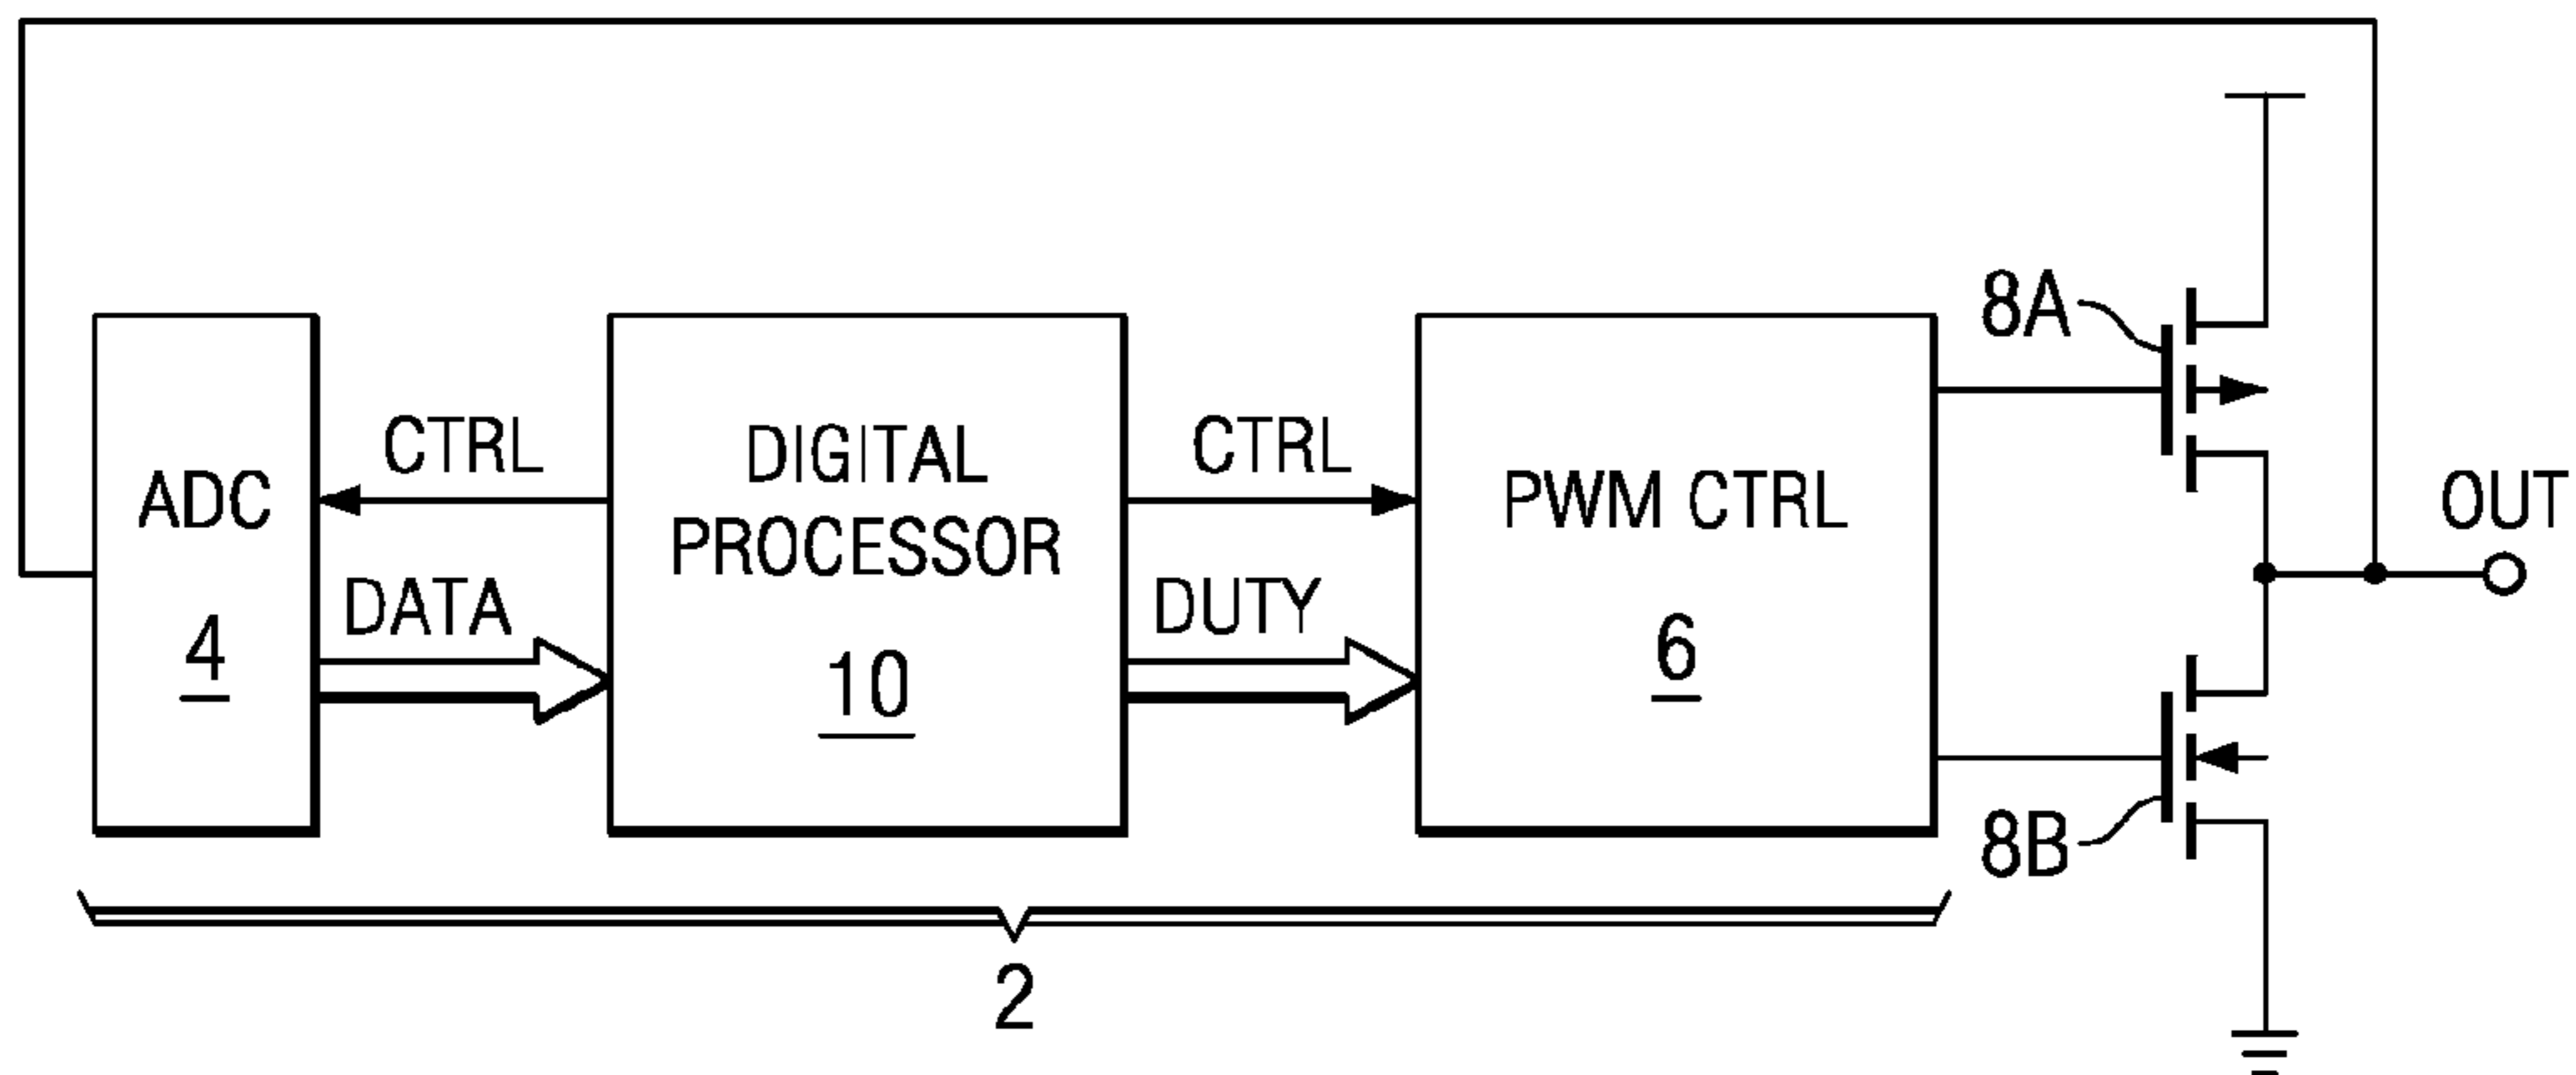 8A
ADC
4
CTRL
DATA
DIGITAL
PROCESSOR
10
CTRL
DUTY
PWM CTRL
6
OUT
8B
2